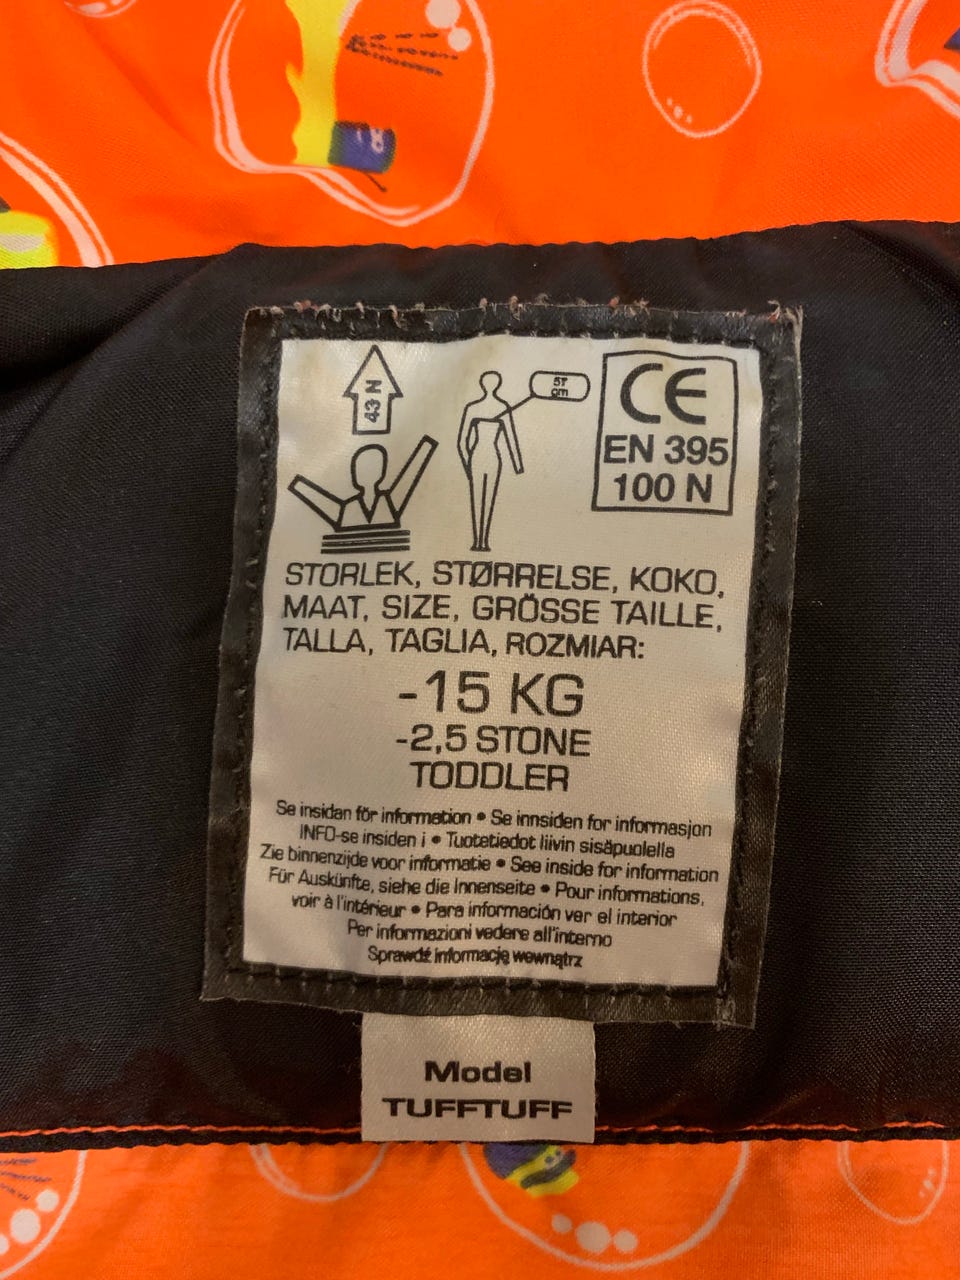 43 N
57
cm
CE
EN 395
100 N
STORLEK, STØRRELSE, KOKO,
MAAT, SIZE, GRÖSSE TAILLE,
TALLA, TAGLIA, ROZMIAR:
-15 KG
-2,5 STONE
TODDLER
Se insidan för information • Se innsiden for informasjon
INFO-se insiden i • Tuotetiedot liivin sisäpuolella
Zie binnenzijde voor informatie • See inside for information
Für Auskünfte, siehe die Innenseite • Pour informations,
voir à l'intérieur • Para información ver el interior
Per informazioni vedere all'interno
Sprawdź informację wewnątrz
Model
TUFFTUFF